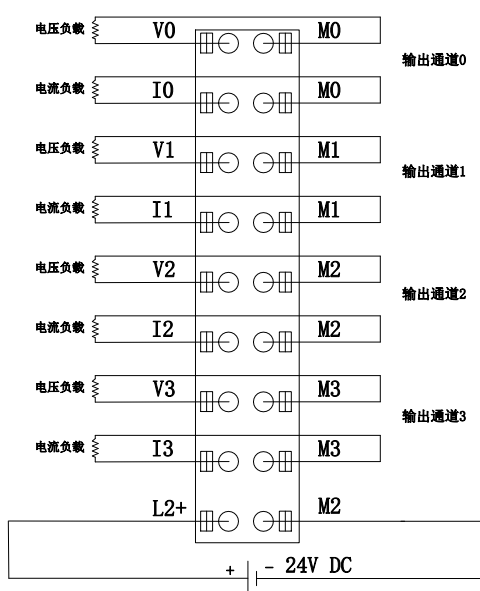 电压负载 V0 M0
输出通道0
电流负载 I0 M0
电压负载 V1 M1
输出通道1
电流负载 I1 M1
电压负载 V2 M2
输出通道2
电流负载 I2 M2
电压负载 V3 M3
输出通道3
电流负载 I3 M3
L2+ M2
+ - 24V DC